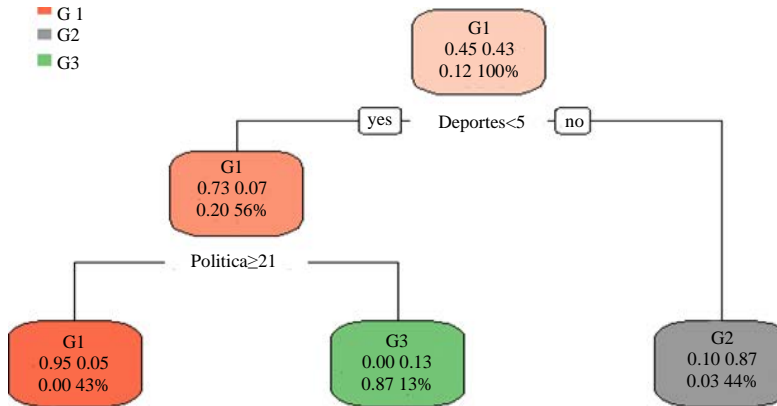 G 1
G2
G3
G1
0.45 0.43
0.12 100%
yes
Deportes<5
no
G1
0.73 0.07
0.20 56%
Politica≥21
G1
0.95 0.05
0.00 43%
G3
0.00 0.13
0.87 13%
G2
0.10 0.87
0.03 44%